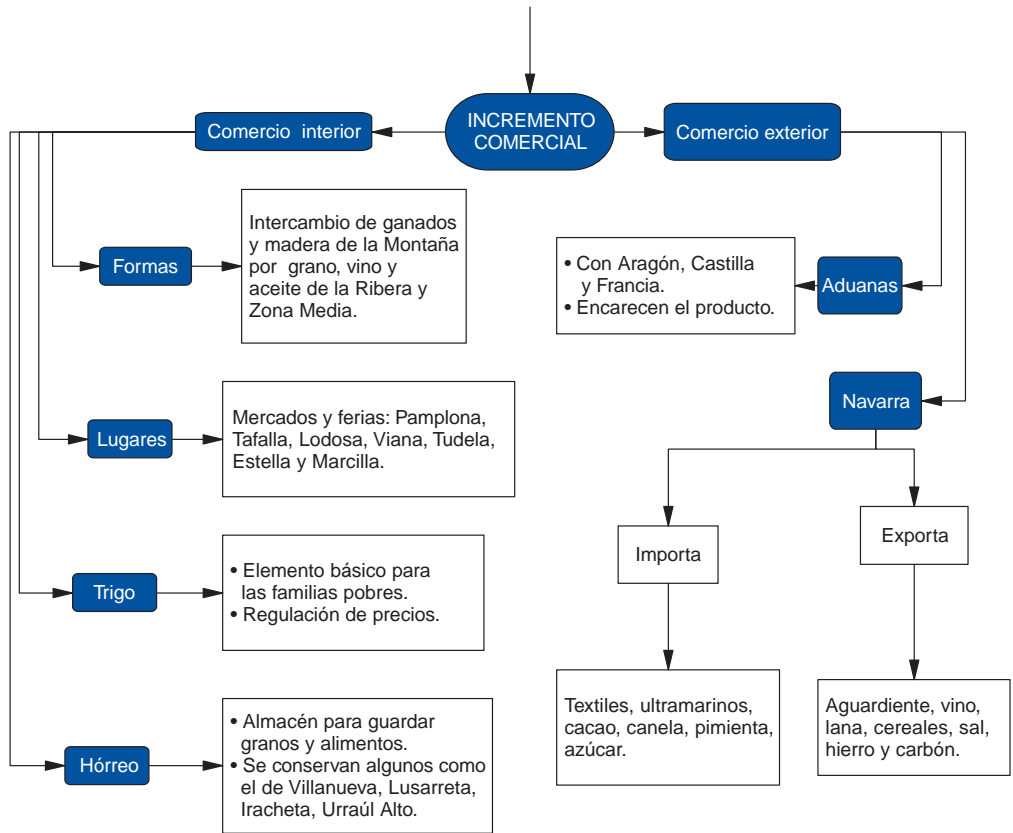 INCREMENTO
COMERCIAL
Comercio interior
Comercio exterior
Formas
Intercambio de ganados
y madera de la Montaña
por grano, vino y
aceite de la Ribera y
Zona Media.
Lugares
Mercados y ferias: Pamplona,
Tafalla, Lodosa, Viana, Tudela,
Estella y Marcilla.
Trigo
• Elemento básico para
las familias pobres.
• Regulación de precios.
Hórreo
• Almacén para guardar
granos y alimentos.
• Se conservan algunos como
el de Villanueva, Lusarreta,
Iracheta, Urraúl Alto.
Aduanas
• Con Aragón, Castilla
y Francia.
• Encarecen el producto.
Navarra
Importa
Textiles, ultramarinos,
cacao, canela, pimienta,
azúcar.
Exporta
Aguardiente, vino,
lana, cereales, sal,
hierro y carbón.